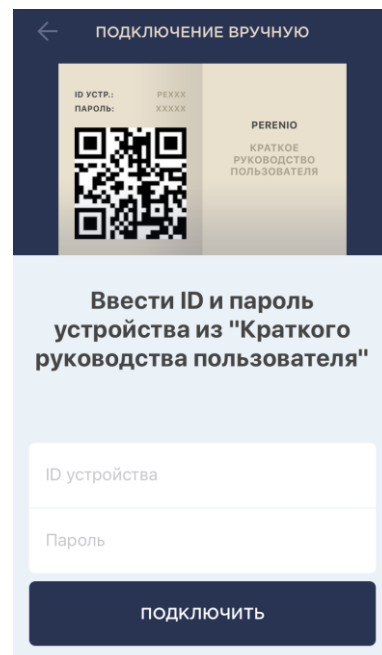 ПОДКЛЮЧЕНИЕ ВРУЧНУЮ
ID УСТР.: PEXXX
ПАРОЛЬ: XXXXX
PERENIO
КРАТКОЕ
РУКОВОДСТВО
ПОЛЬЗОВАТЕЛЯ
Ввести ID и пароль
устройства из "Краткого
руководства пользователя"
ID устройства
Пароль
ПОДКЛЮЧИТЬ